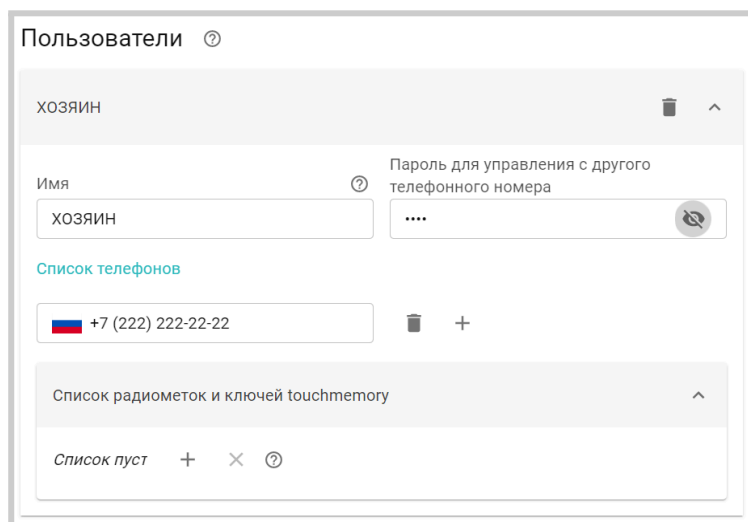 Пользователи
ХОЗЯИН
Имя
Пароль для управления с другого
телефонного номера
ХОЗЯИН
••••
Список телефонов
+7 (222) 222-22-22
Список радиометок и ключей touchmemory
Список пуст